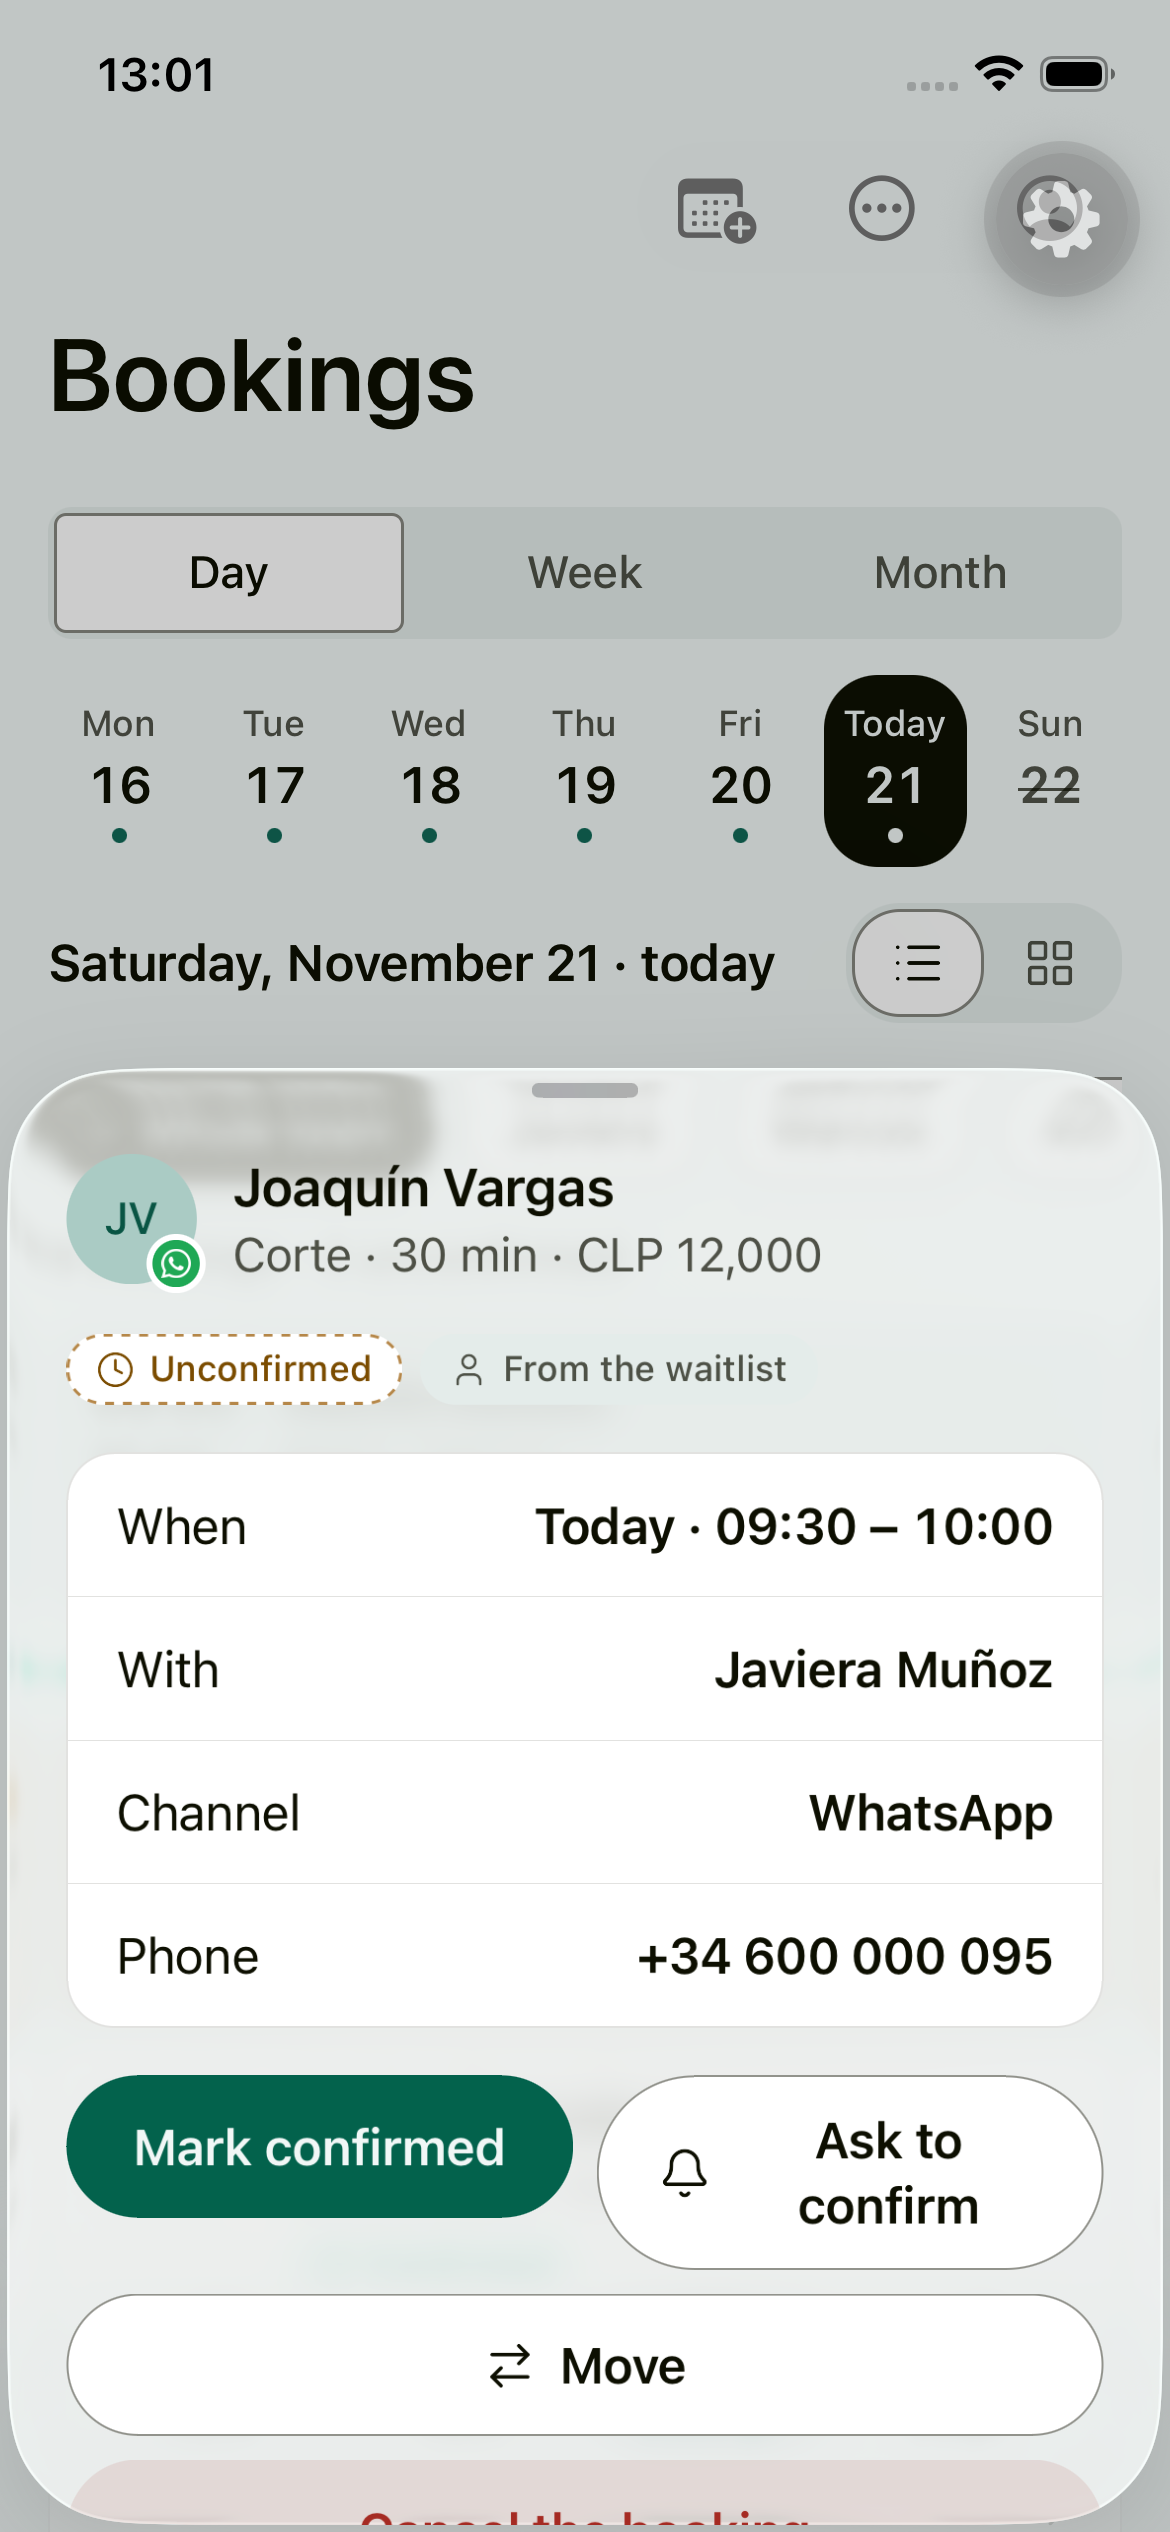 13:01
Bookings
Day Week Month
Mon Tue Wed Thu Fri Today Sun
16 17 18 19 20 21 22
Saturday, November 21 · today
JV
Joaquín Vargas
Corte · 30 min · CLP 12,000
Unconfirmed
From the waitlist
When Today · 09:30 – 10:00
With Javiera Muñoz
Channel WhatsApp
Phone +34 600 000 095
Mark confirmed
Ask to
confirm
Move
Cancel the booking